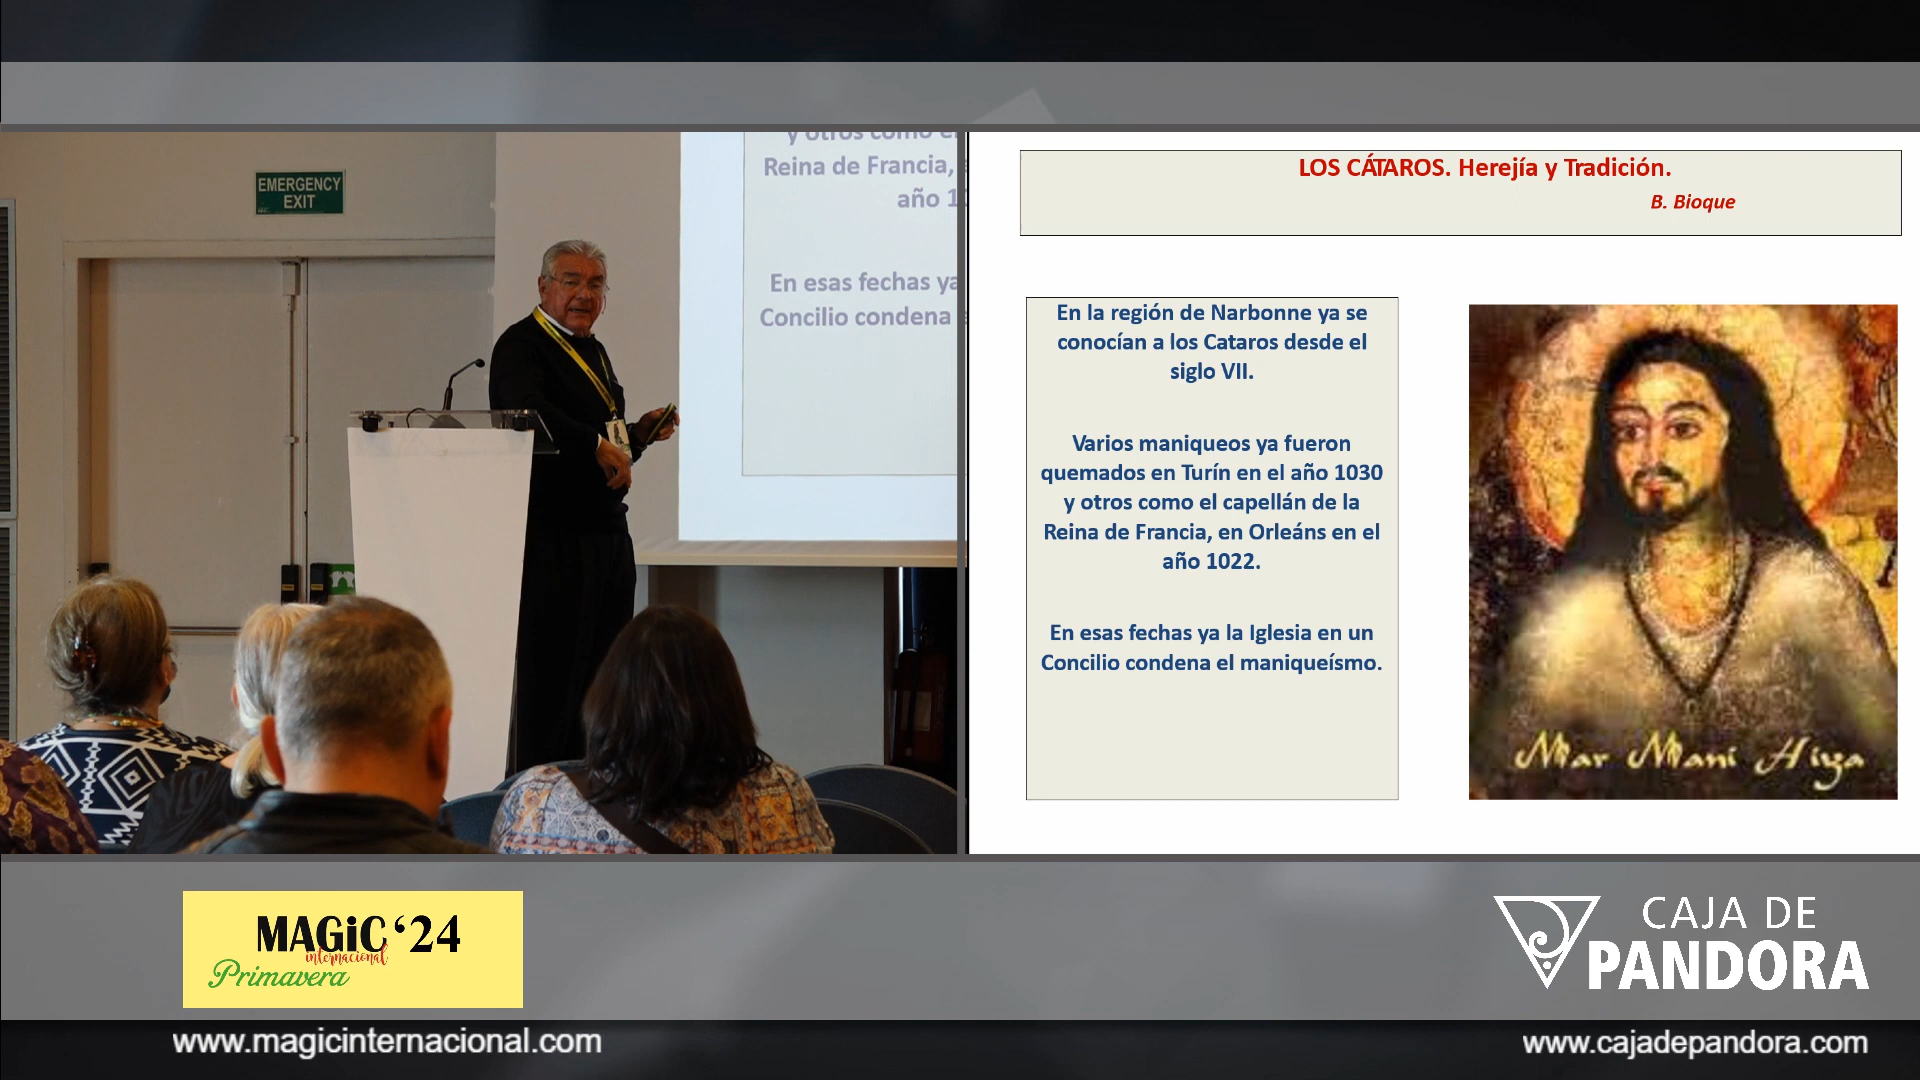 EMERGENCY
EXIT
y otros como e
Reina de Francia,
año 1
En esas fechas ya
Concilio condena
LOS CÁTAROS. Herejía y Tradición.
B. Bioque
En la región de Narbonne ya se
conocían a los Cataros desde el
siglo VII.
Varios maniqueos ya fueron
quemados en Turín en el año 1030
y otros como el capellán de la
Reina de Francia, en Orleáns en el
año 1022.
En esas fechas ya la Iglesia en un
Concilio condena el maniqueísmo.
Mar Mani Hiya
MAGiC '24
internacional
Primavera
CAJA DE
PANDORA
www.magicinternacional.com
www.cajadepandora.com